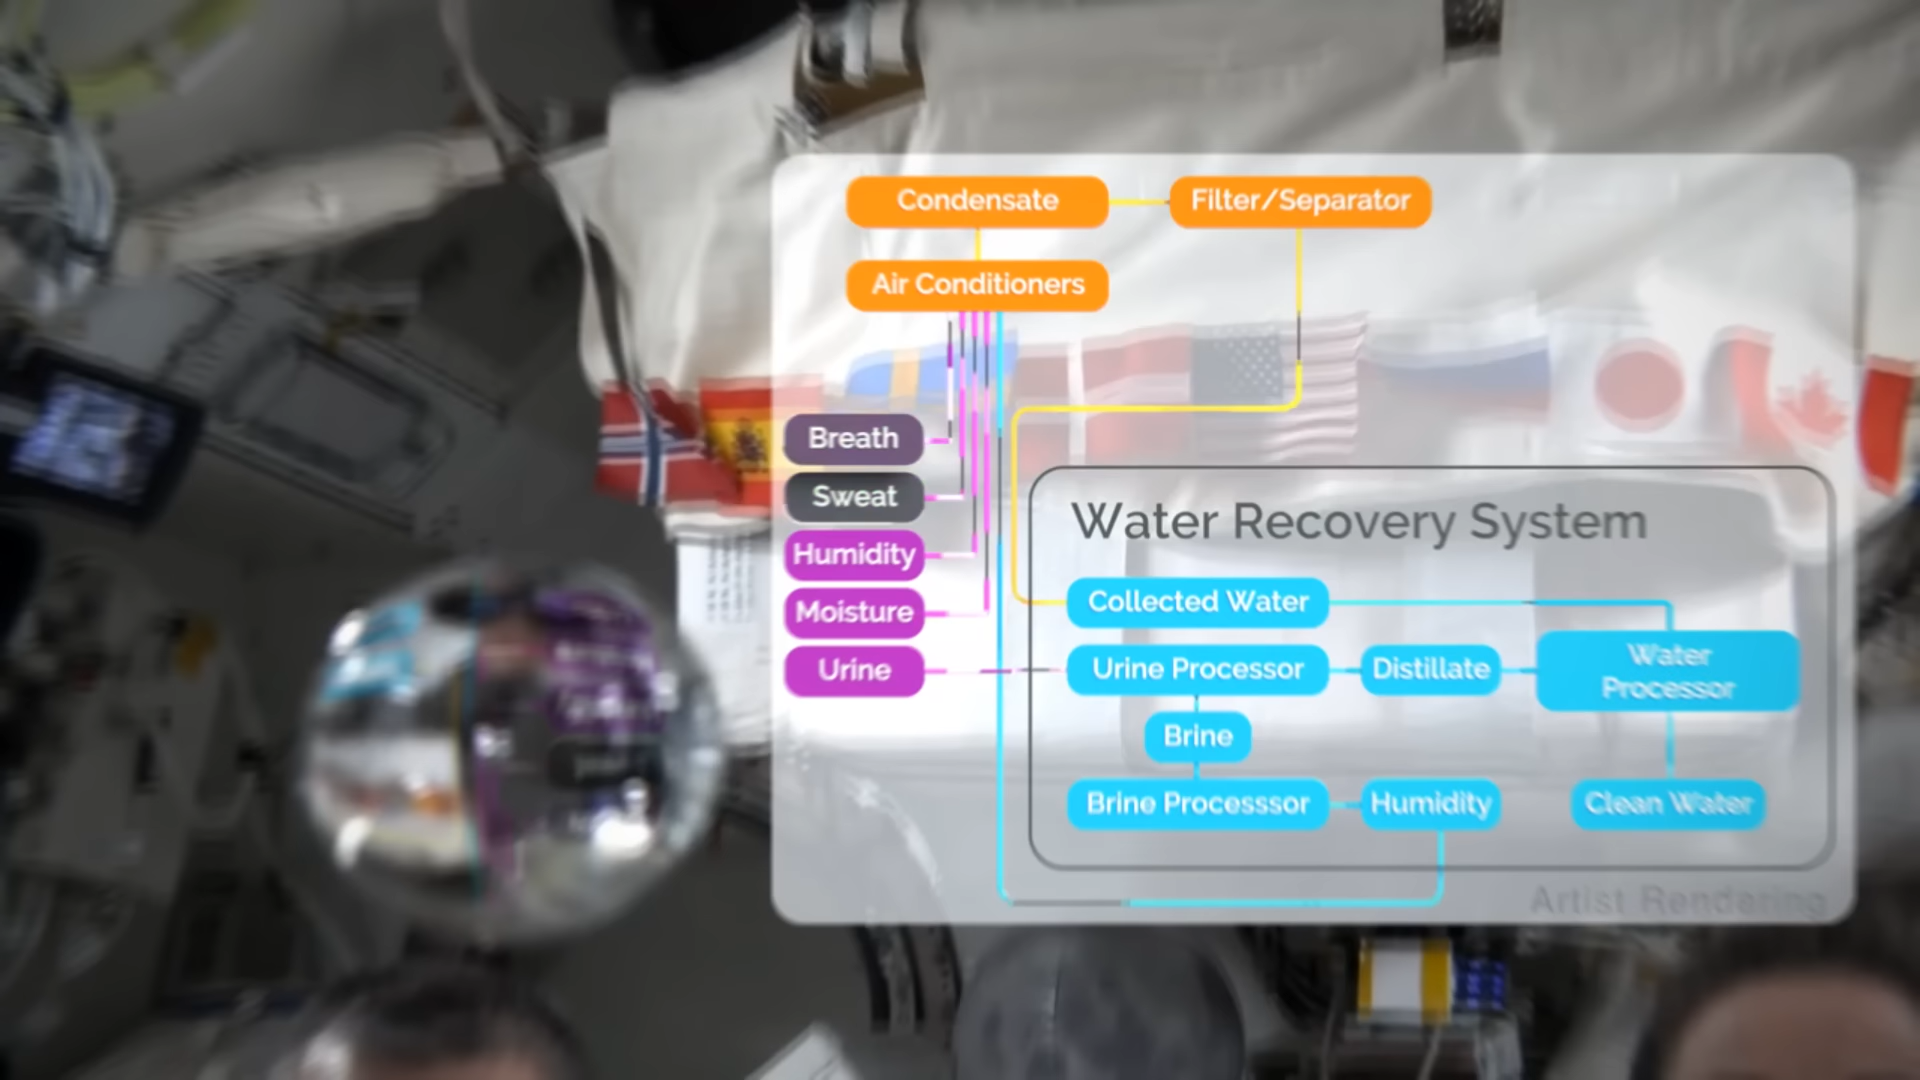 Condensate
Filter/Separator
Air Conditioners
Breath
Sweat
Humidity
Moisture
Urine
Water Recovery System
Collected Water
Urine Processor
Distillate
Water
Processor
Brine
Brine Processsor
Humidity
Clean Water
Artist Rendering